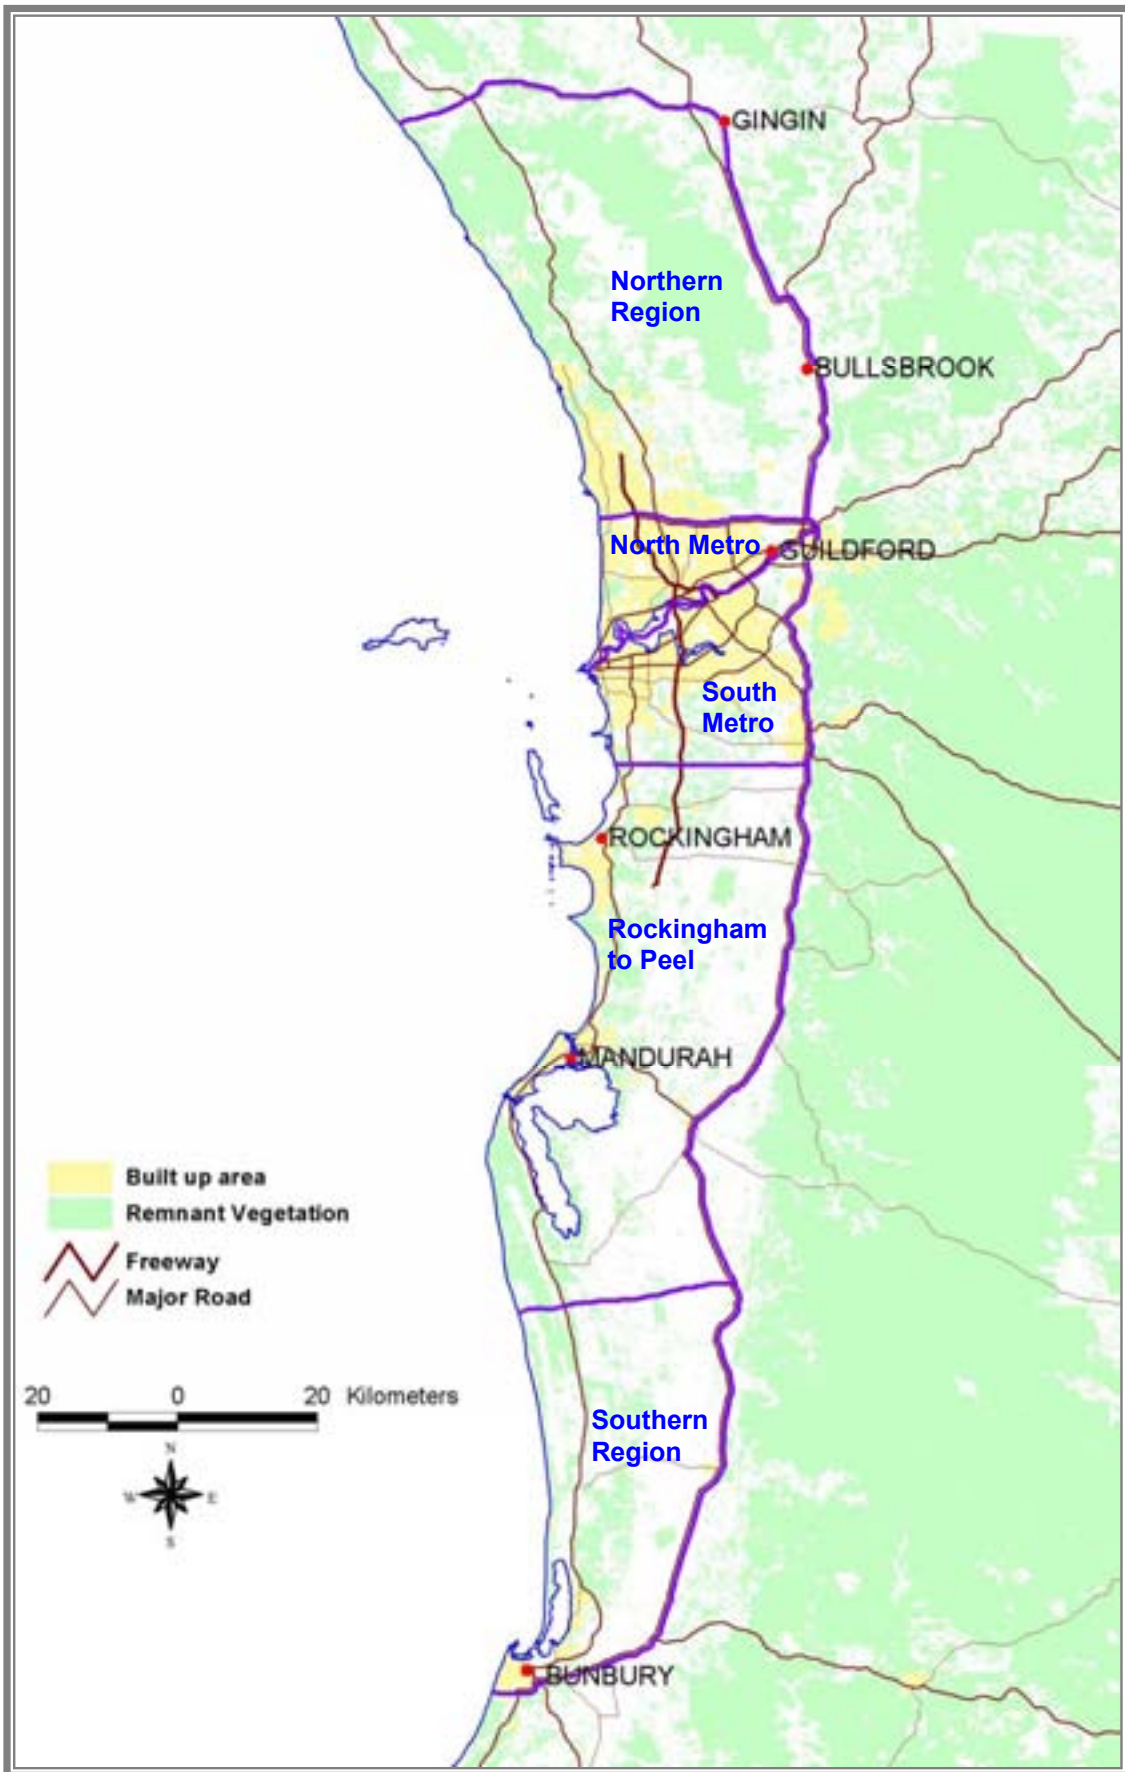 GINGIN
Northern
Region
BULLSBROOK
North Metro
GUILDFORD
South
Metro
ROCKINGHAM
Rockingham
to Peel
MANDURAH
Built up area
Remnant Vegetation
Freeway
Major Road
20 0 20 Kilometers
N
W E
S
Southern
Region
BUNBURY